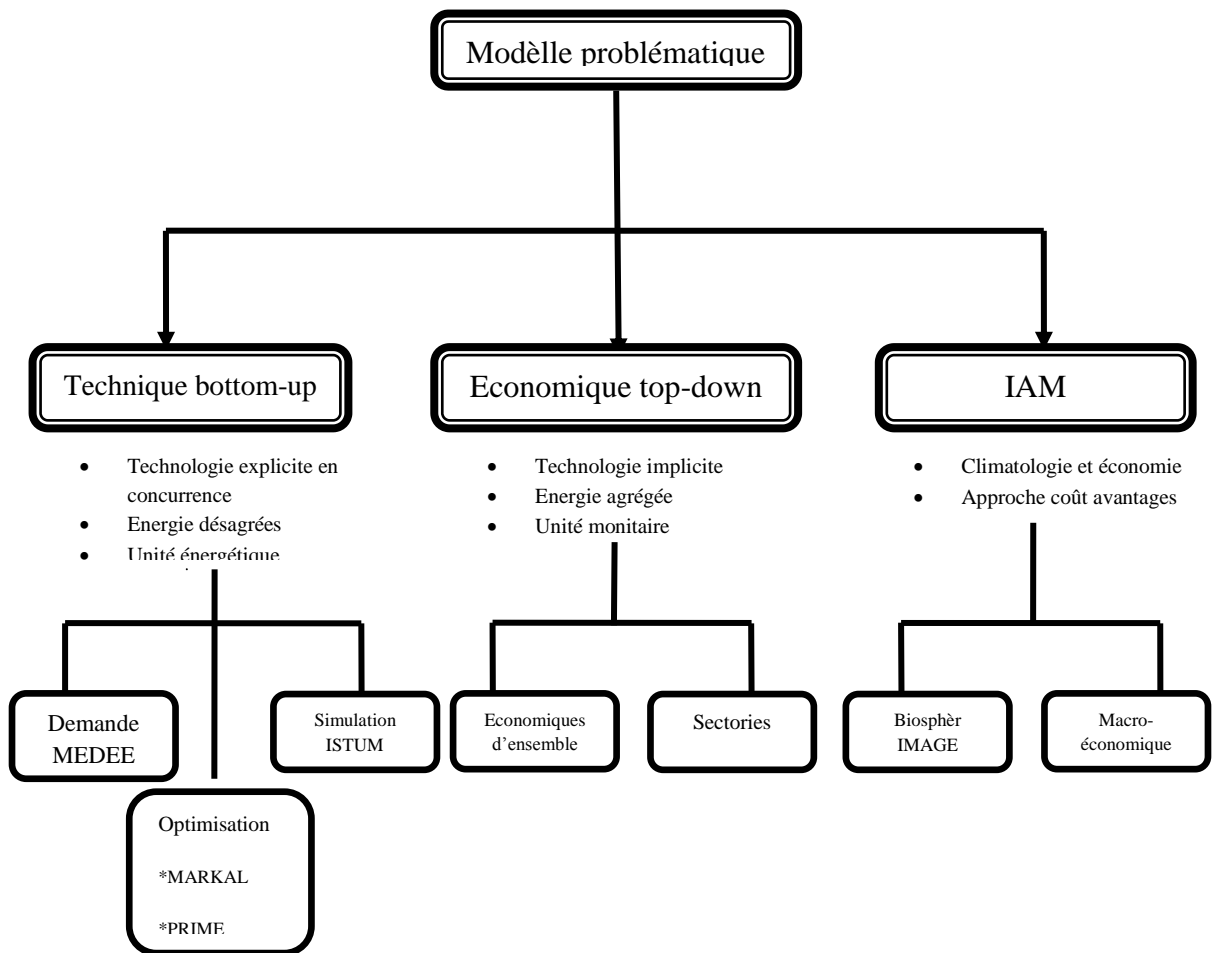 Modèlle problématique
Technique bottom-up
Economique top-down
IAM
• Technologie explicite en
concurrence
• Energie désagrées
• Unité énergétique
• Technologie implicite
• Energie agrégée
• Unité monitaire
• Climatologie et économie
• Approche coût avantages
Demande
MEDEE
Simulation
ISTUM
Economiques
d’ensemble
Sectories
Biosphèr
IMAGE
Macro-
économique
Optimisation
*MARKAL
*PRIME